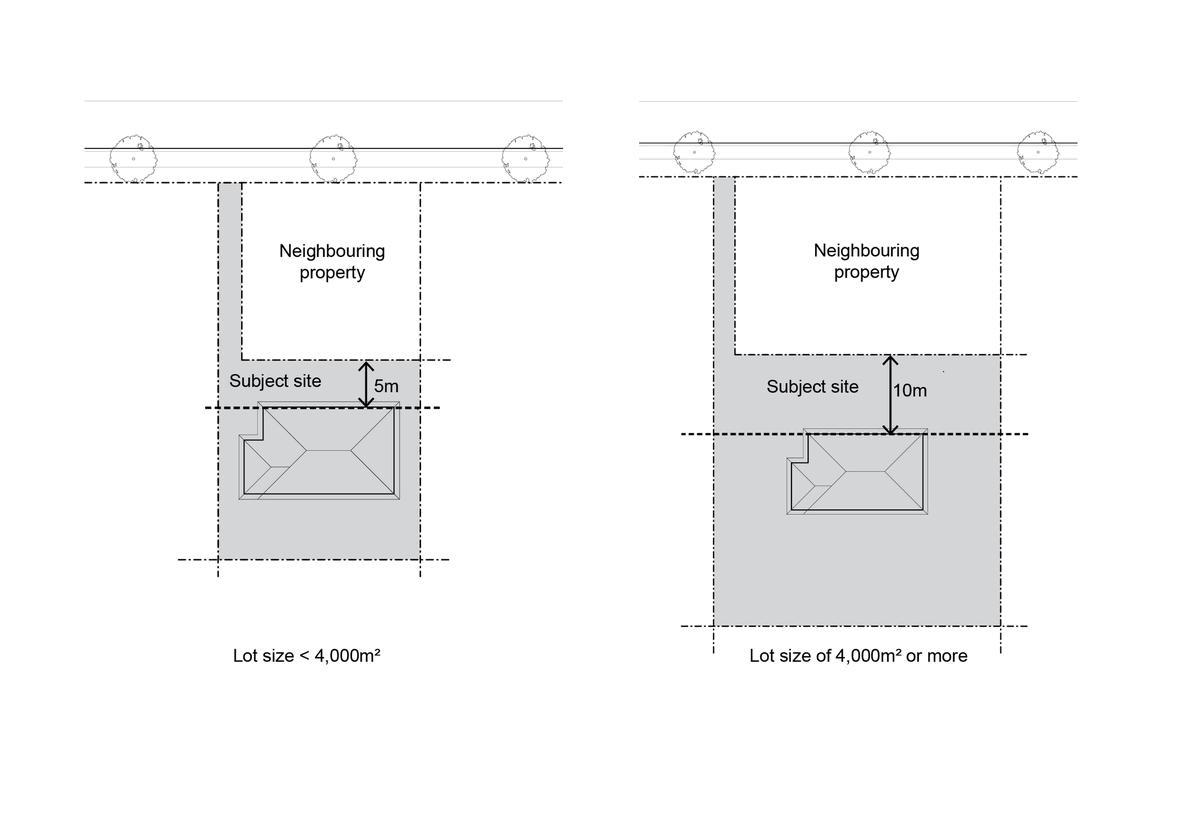 Neighbouring
property
Subject site
5m
Lot size < 4,000m²
Neighbouring
property
Subject site
10m
Lot size of 4,000m² or more